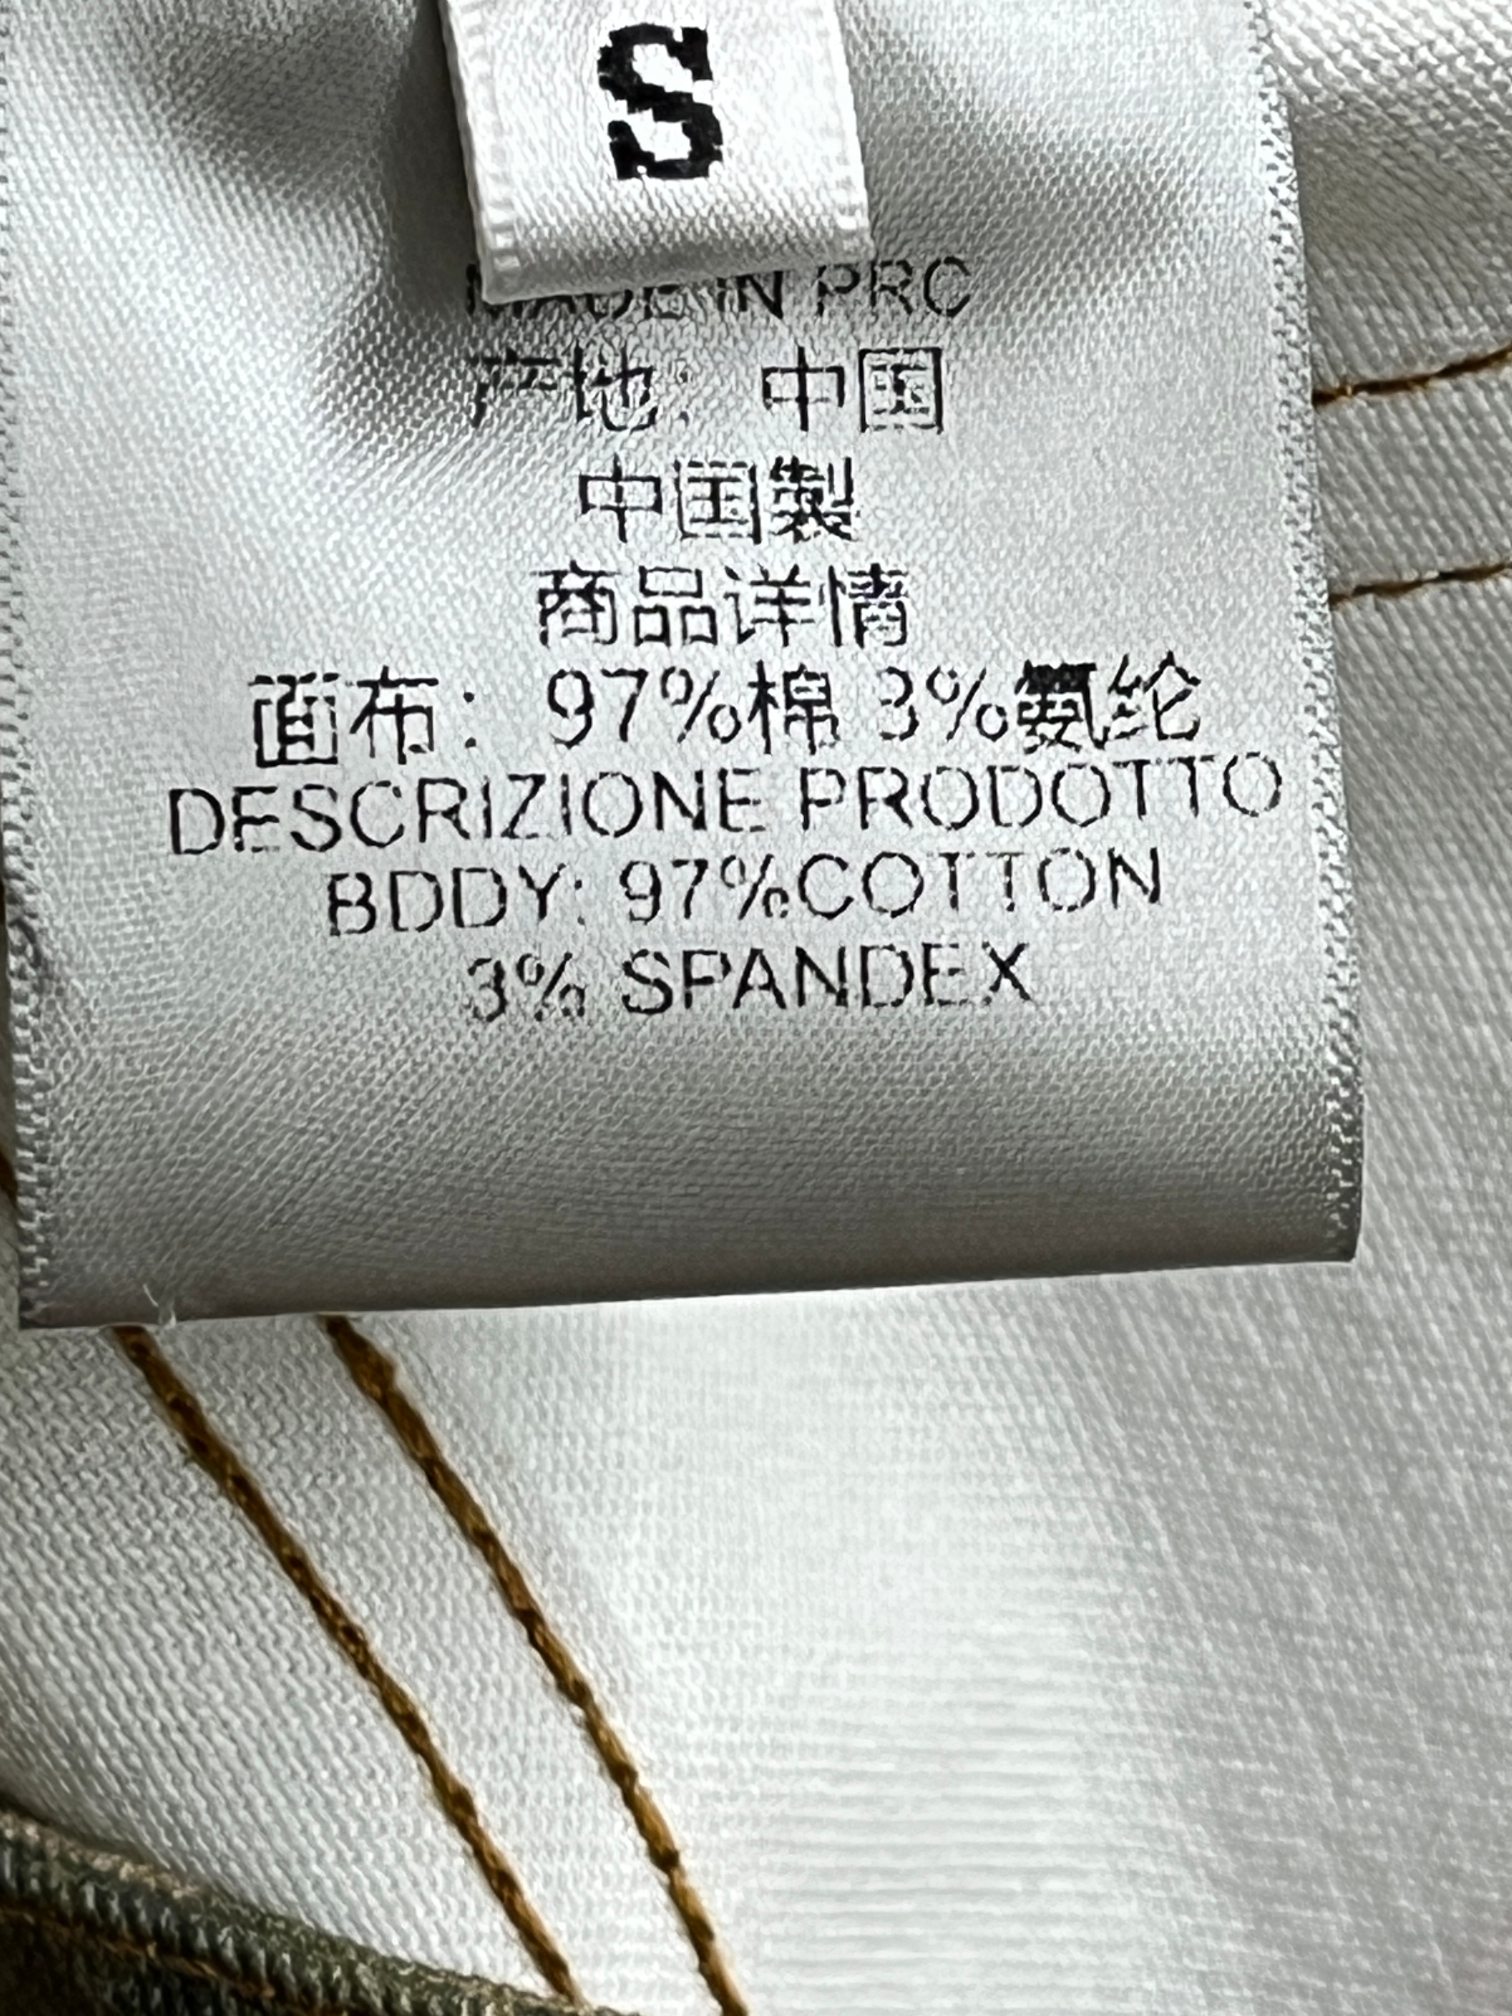 S
MADE IN PRC
产地: 中国
中国製
商品详情
面布: 97%棉 3%氨纶
DESCRIZIONE PRODOTTO
BDDY: 97%COTTON
3% SPANDEX